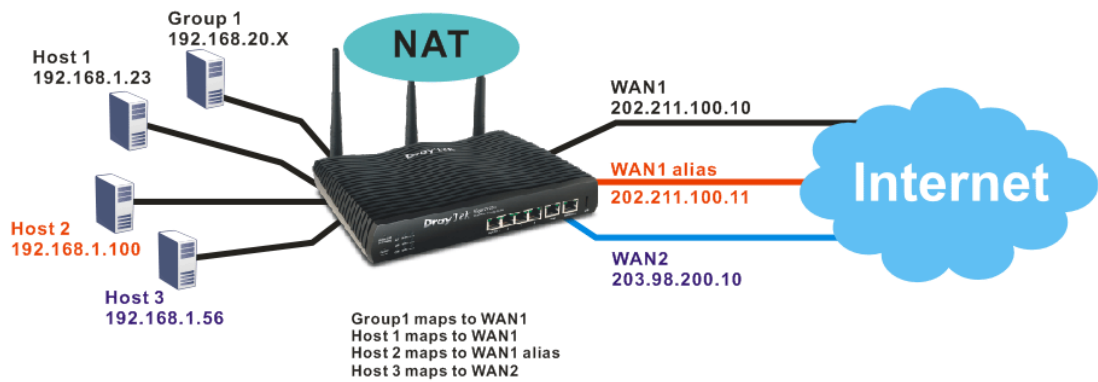 Group 1
192.168.20.X
NAT
Host 1
192.168.1.23
WAN1
202.211.100.10
DrayTek
WAN1 alias
202.211.100.11
Internet
DrayTek
Host 2
192.168.1.100
WAN2
203.98.200.10
Host 3
192.168.1.56
Group1 maps to WAN1
Host 1 maps to WAN1
Host 2 maps to WAN1 alias
Host 3 maps to WAN2